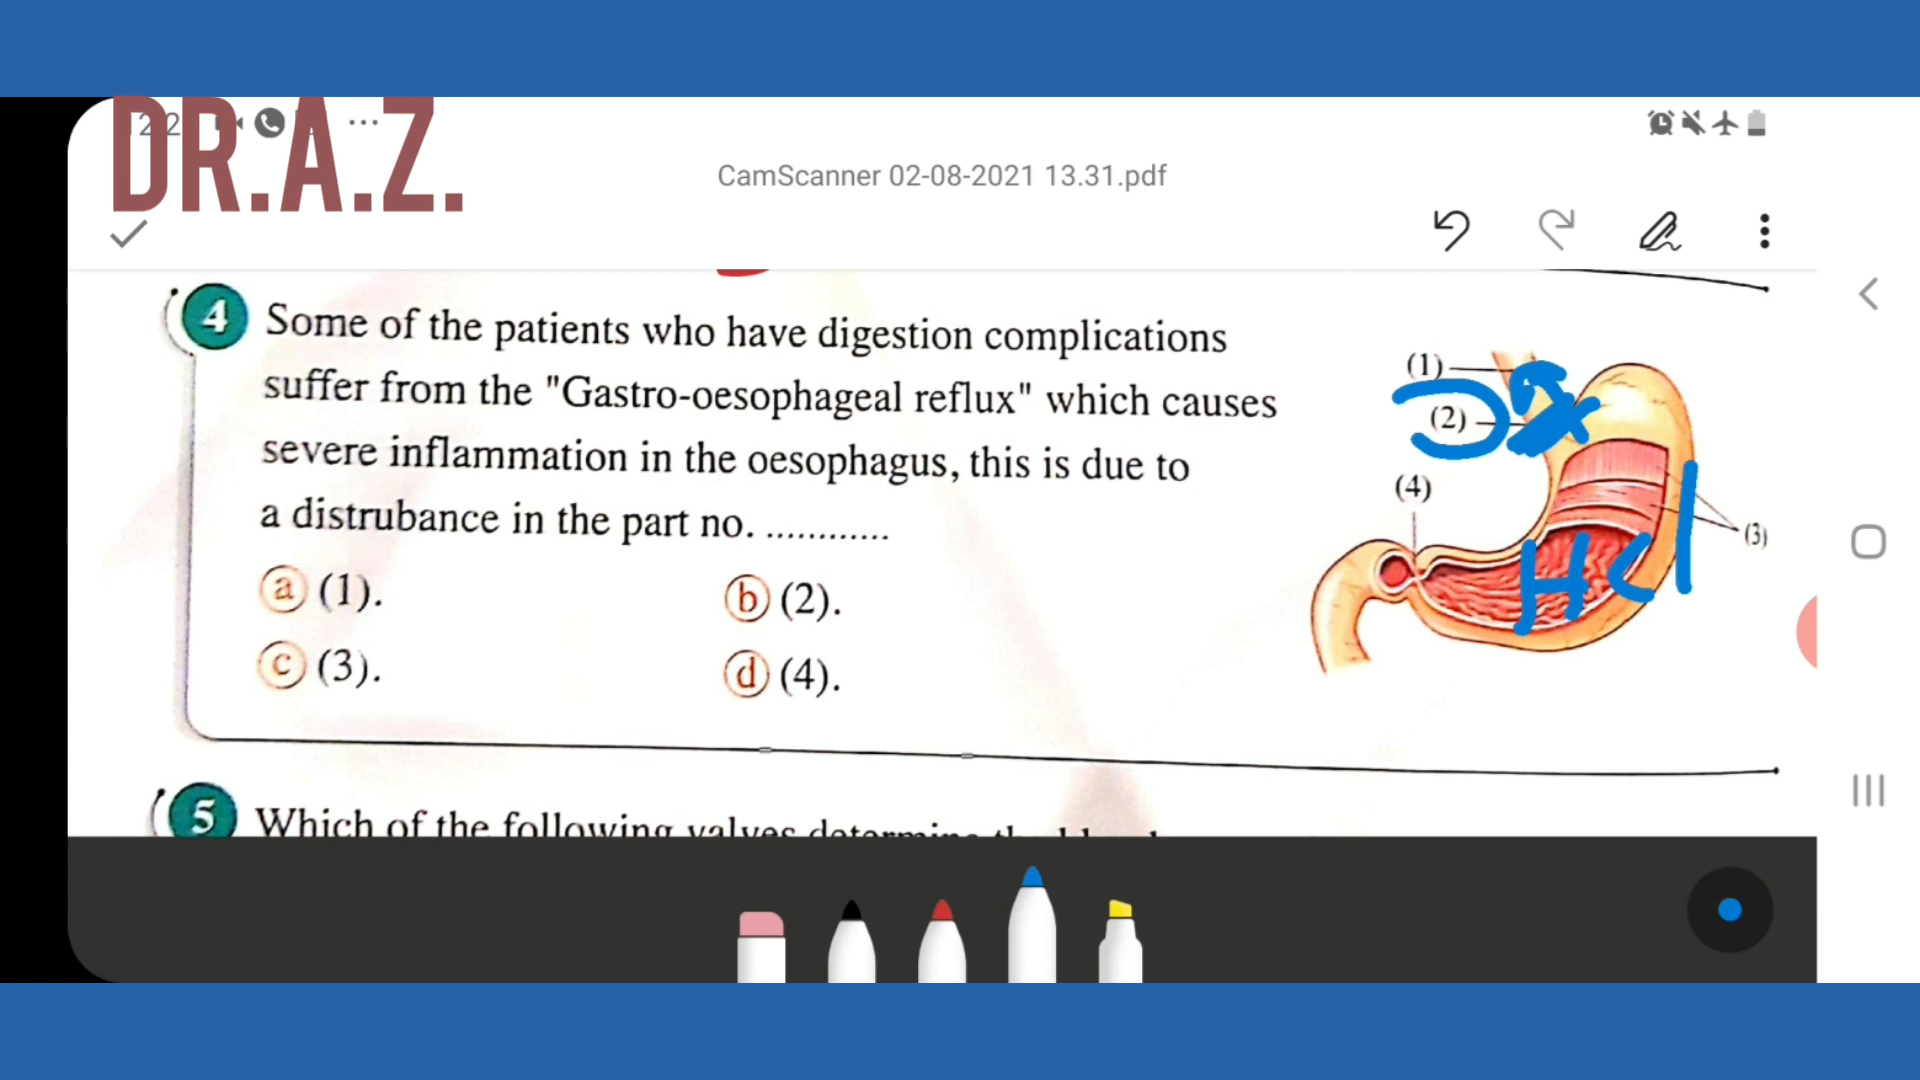 DR.A.Z.
CamScanner 02-08-2021 13.31.pdf
4 Some of the patients who have digestion complications
suffer from the "Gastro-oesophageal reflux" which causes
severe inflammation in the oesophagus, this is due to
a distrubance in the part no. ............
a (1).
b (2).
c (3).
d (4).
(1)
(2)
(4)
(3)
HCl
5 Which of the following valves